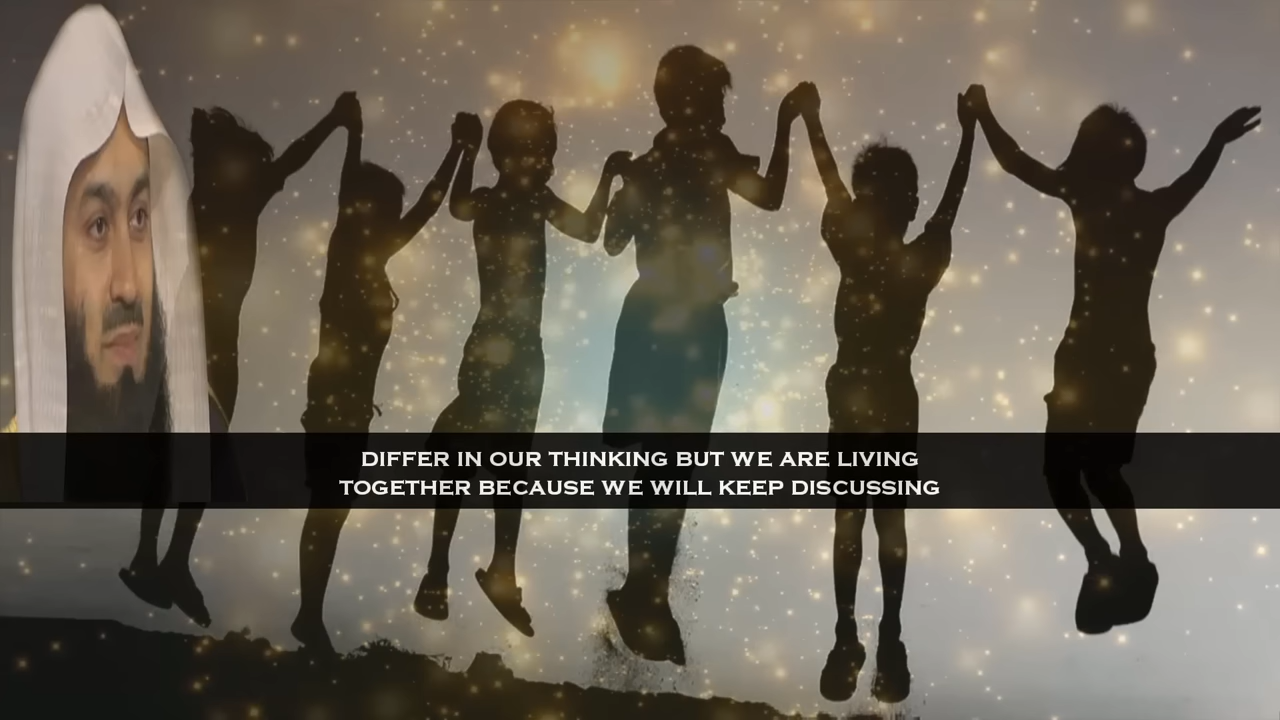 DIFFER IN OUR THINKING BUT WE ARE LIVING
TOGETHER BECAUSE WE WILL KEEP DISCUSSING